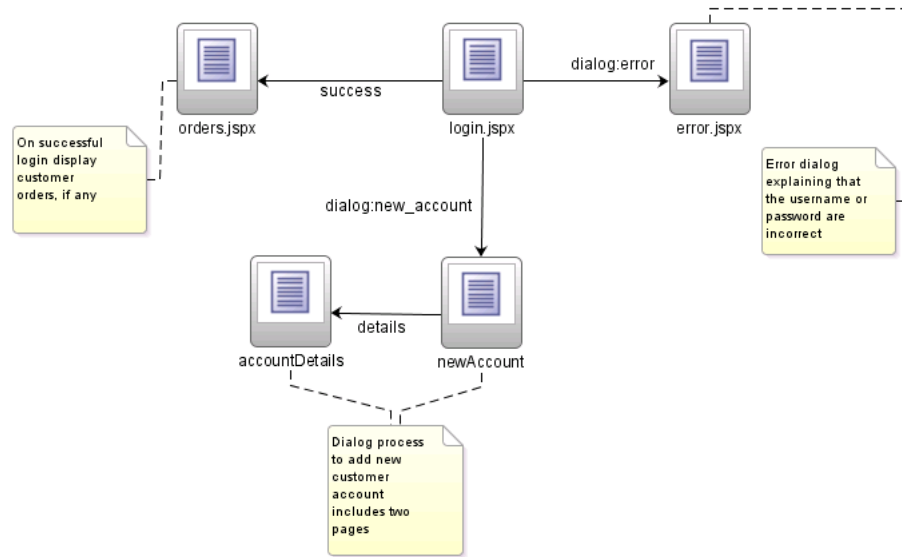 dialog:error
success
orders.jspx
login.jspx
error.jspx
On successful
login display
customer
orders, if any
Error dialog
explaining that
the username or
password are
incorrect
dialog:new_account
details
accountDetails
newAccount
Dialog process
to add new
customer
account
includes two
pages